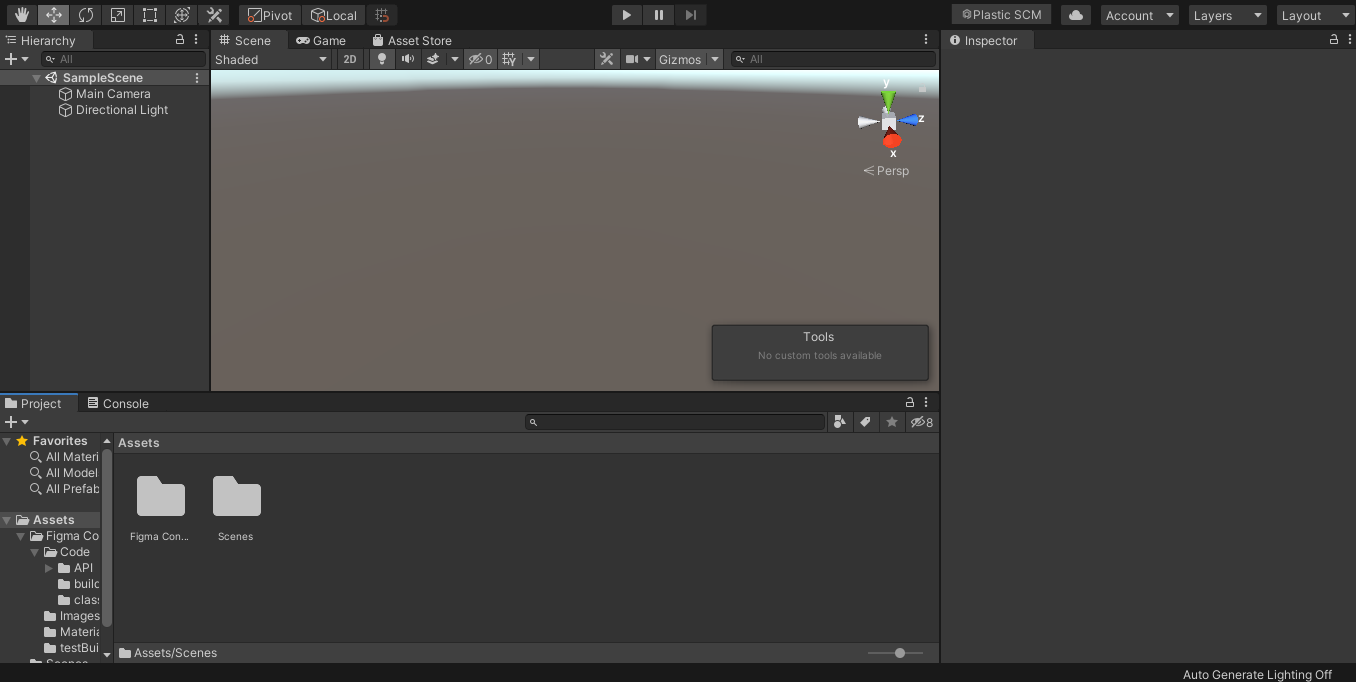 Pivot Local Plastic SCM Account Layers Layout
Hierarchy
All
SampleScene
Main Camera
Directional Light
Scene Game Asset Store
Shaded 2D 0 Gizmos All
y
z
x
Persp
Tools
No custom tools available
Inspector
Project Console
8
Favorites
All Materi
All Model
All Prefab
Assets
Figma Co
Code
API
build
class
Images
Materia
testBui
Scenes
Assets
Figma Con...
Scenes
Assets/Scenes
Auto Generate Lighting Off